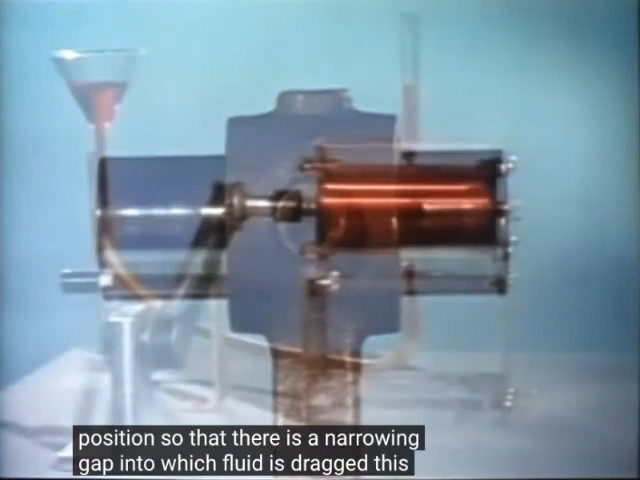 position so that there is a narrowing
gap into which fluid is dragged this